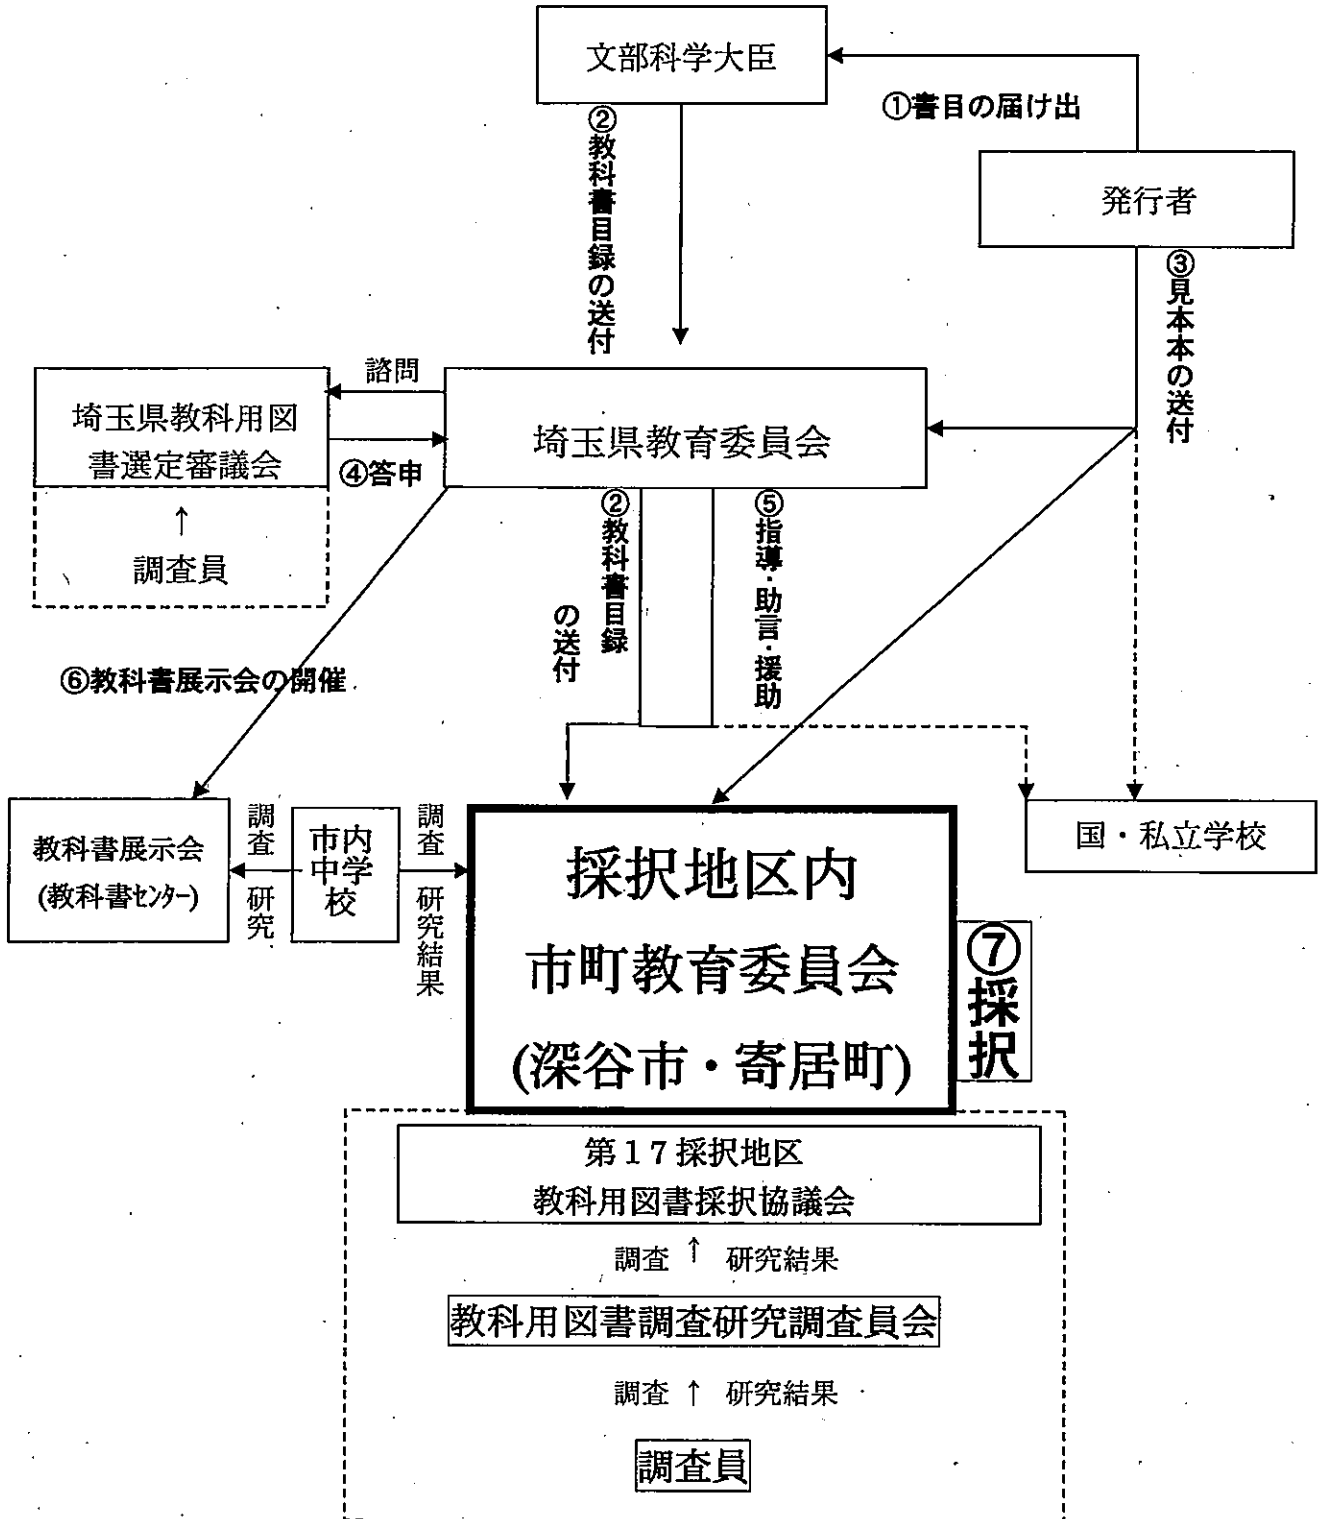 文部科学大臣
①書目の届け出
②教科書目録の送付
発行者
③見本本の送付
諮問
埼玉県教科用図
書選定審議会
④答申
埼玉県教育委員会
↑
調査員
②教科書目録
の送付
⑤指導・助言・援助
⑥教科書展示会の開催
教科書展示会
(教科書センター)
調査
研究
市内
中学
校
調査
研究結果
採択地区内
市町教育委員会
(深谷市・寄居町)
⑦採択
国・私立学校
第17採択地区
教科用図書採択協議会
調査 ↑ 研究結果
教科用図書調査研究調査員会
調査 ↑ 研究結果
調査員